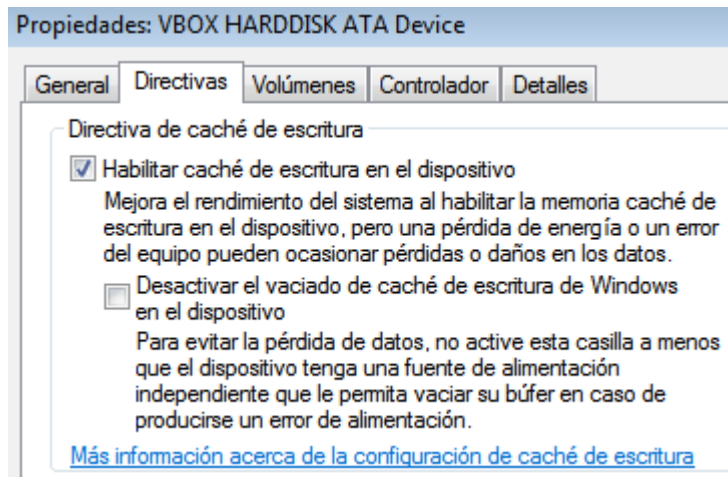 Propiedades: VBOX HARDDISK ATA Device
General Directivas Volúmenes Controlador Detalles
Directiva de caché de escritura
Habilitar caché de escritura en el dispositivo
Mejora el rendimiento del sistema al habilitar la memoria caché de
escritura en el dispositivo, pero una pérdida de energía o un error
del equipo pueden ocasionar pérdidas o daños en los datos.
Desactivar el vaciado de caché de escritura de Windows
en el dispositivo
Para evitar la pérdida de datos, no active esta casilla a menos
que el dispositivo tenga una fuente de alimentación
independiente que le permita vaciar su búfer en caso de
producirse un error de alimentación.
Más información acerca de la configuración de caché de escritura